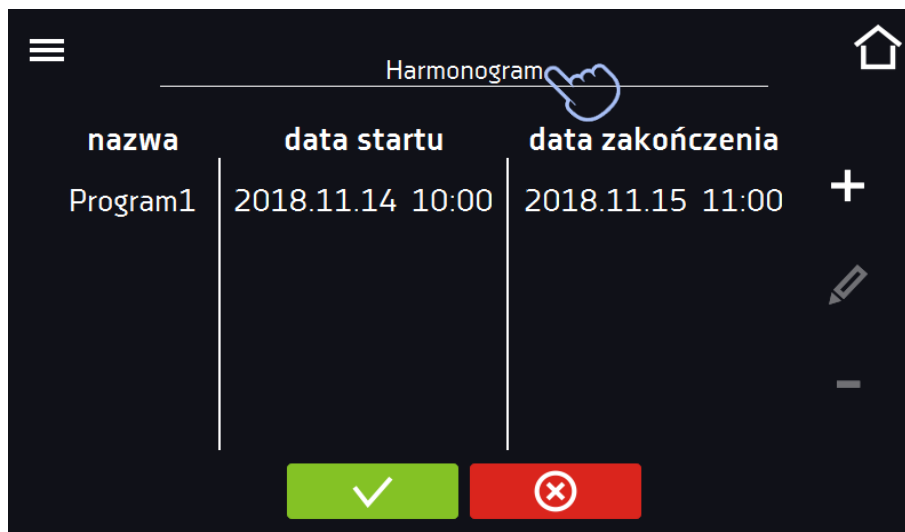 Harmonogram
nazwa data startu data zakończenia
Program1 2018.11.14 10:00 2018.11.15 11:00